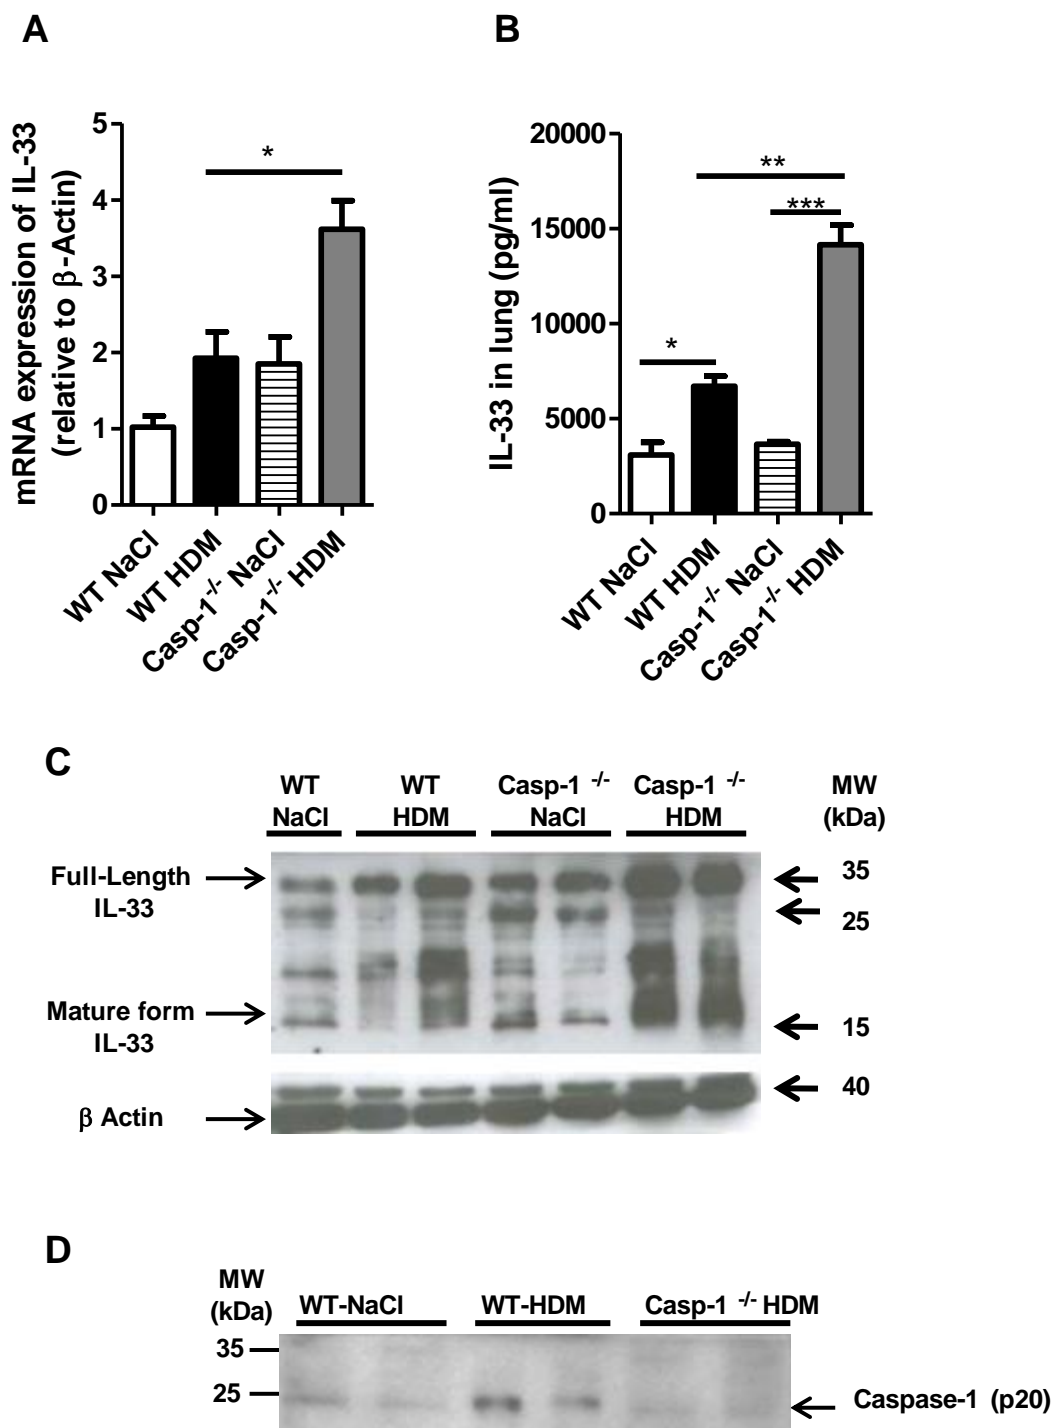 A
B
mRNA expression of IL-33
(relative to β-Actin)
5
4
3
2
1
0
*
WT NaCl
WT HDM
Casp-1 -/- NaCl
Casp-1 -/- HDM
IL-33 in lung (pg/ml)
20000
15000
10000
5000
0
*
**
***
WT NaCl
WT HDM
Casp-1 -/- NaCl
Casp-1 -/- HDM
C
WT NaCl
WT HDM
Casp-1 -/- NaCl
Casp-1 -/- HDM
MW (kDa)
Full-Length
IL-33
35
25
Mature form
IL-33
15
40
β Actin
D
MW
(kDa)
WT-NaCl
WT-HDM
Casp-1 -/- HDM
35
25
Caspase-1 (p20)